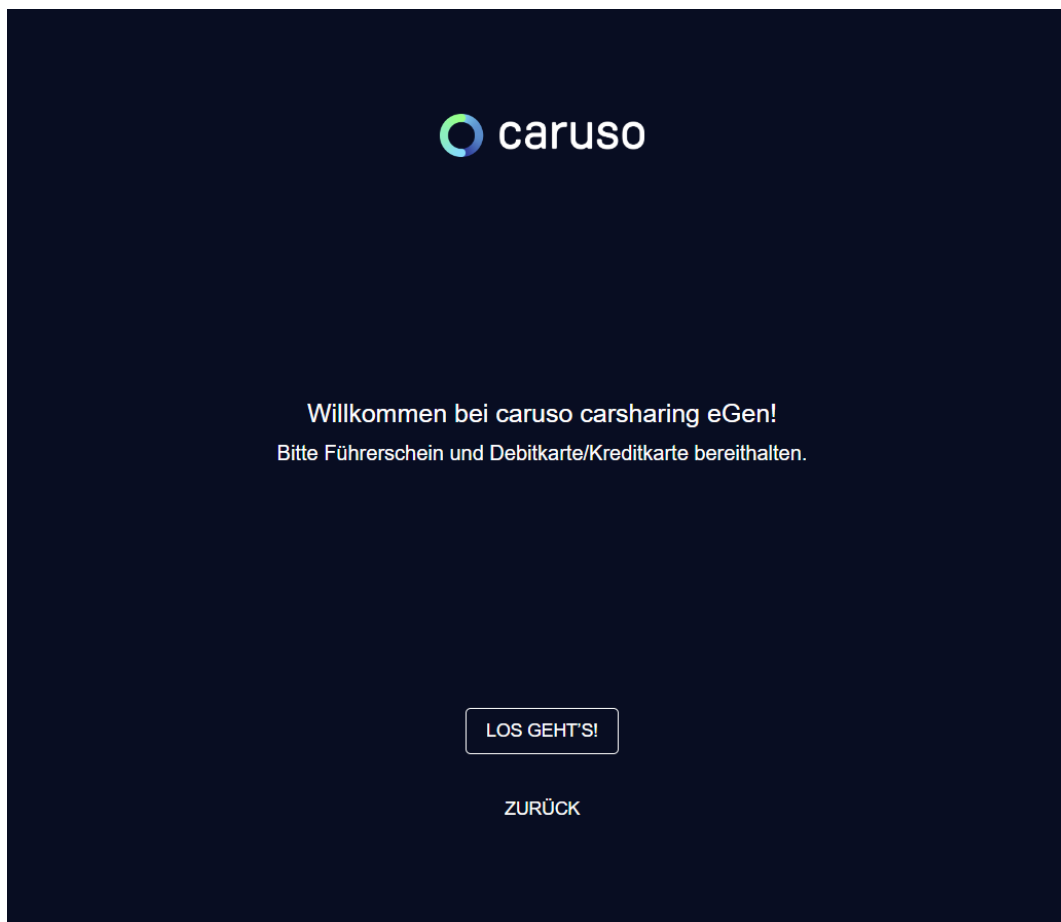 caruso
Willkommen bei caruso carsharing eGen!
Bitte Führerschein und Debitkarte/Kreditkarte bereithalten.
LOS GEHT'S!
ZURÜCK